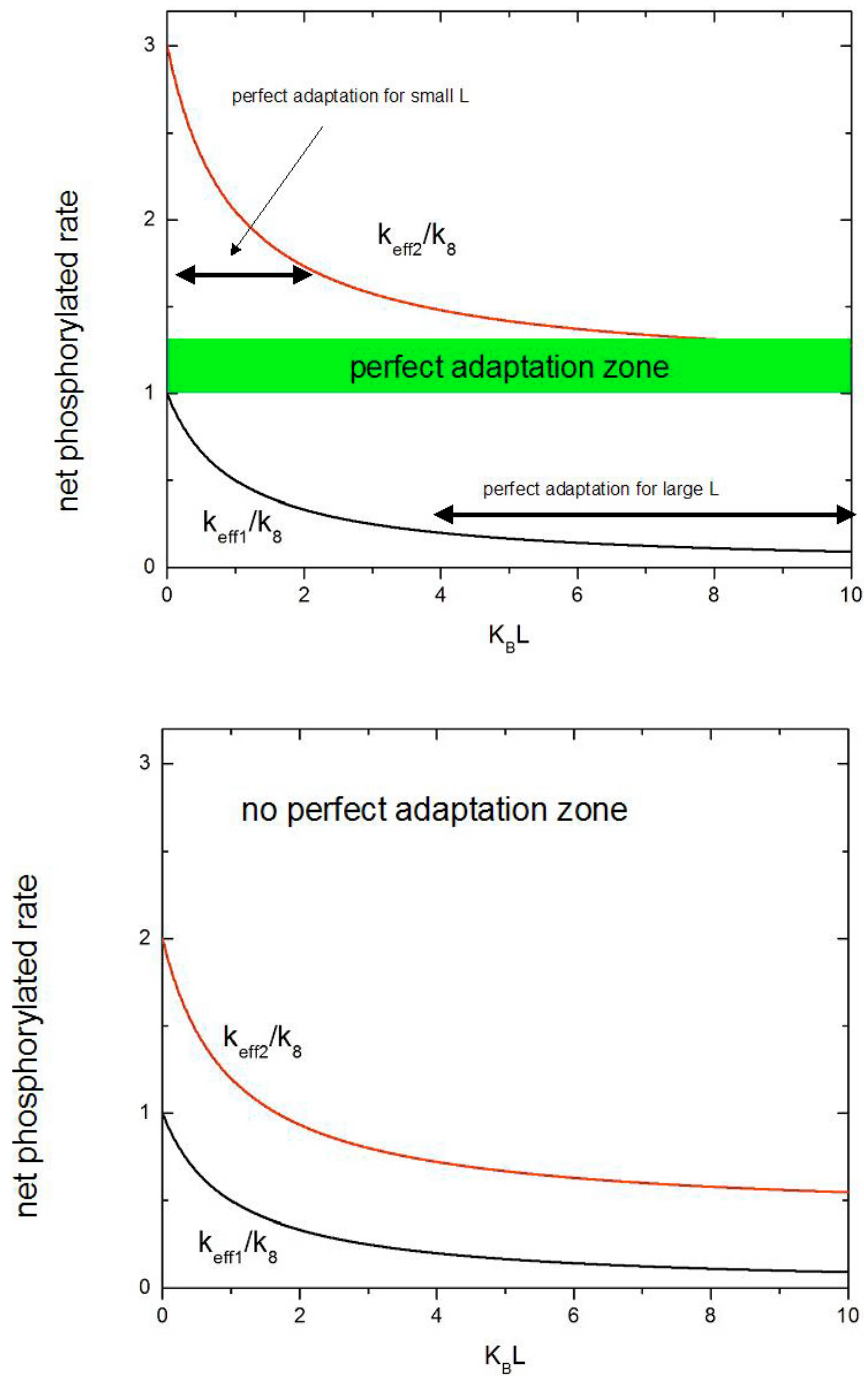 3
perfect adaptation for small L
2
k_eff2/k_8
perfect adaptation zone
1
perfect adaptation for large L
k_eff1/k_8
0
0 2 4 6 8 10
K_BL
net phosphorylated rate
3
no perfect adaptation zone
2
k_eff2/k_8
1
k_eff1/k_8
0
0 2 4 6 8 10
K_BL
net phosphorylated rate